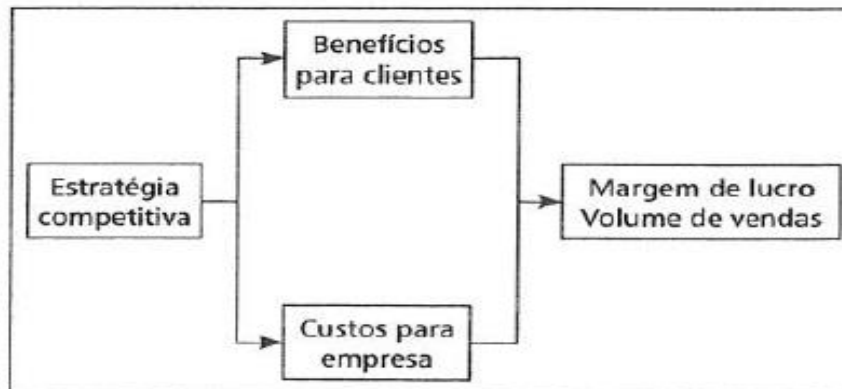 Benefícios
para clientes
Estratégia
competitiva
Margem de lucro
Volume de vendas
Custos para
empresa